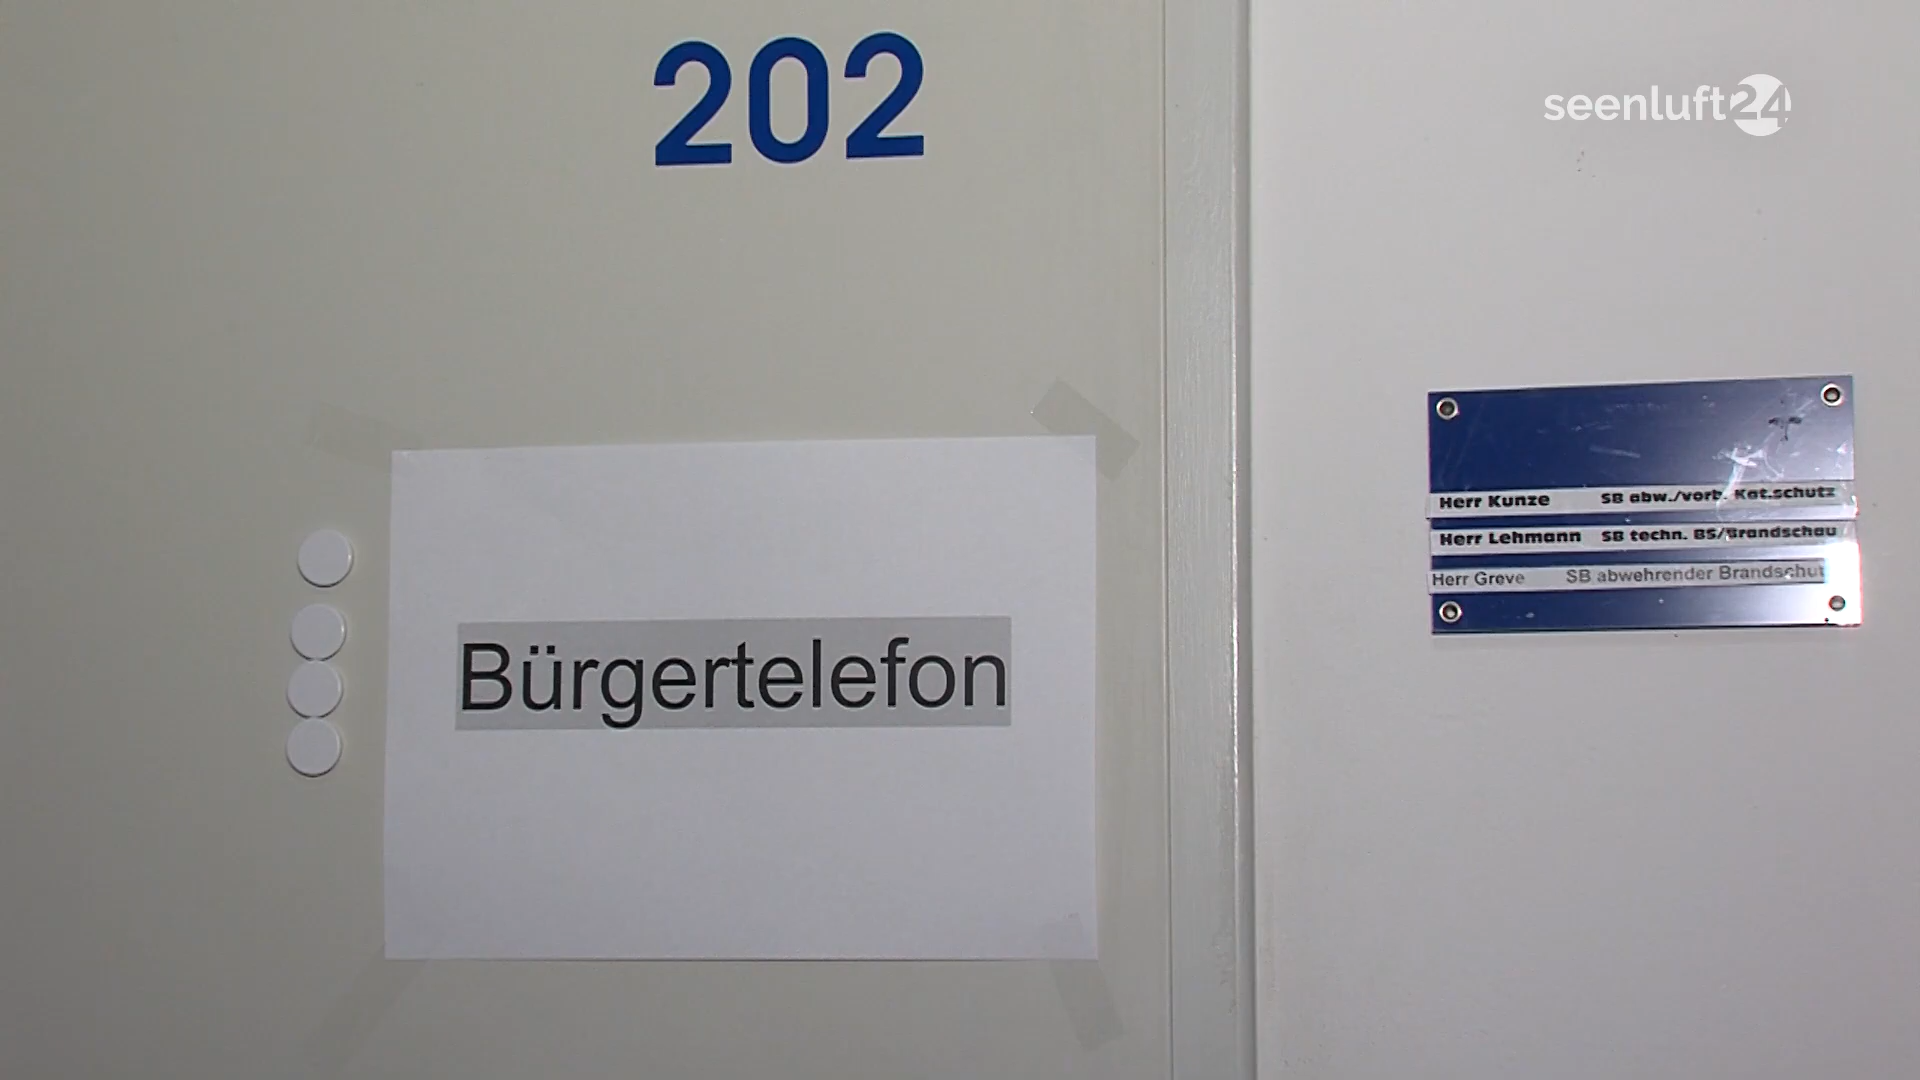 202
seenluft24
Bürgertelefon
Herr Kunze SB abw./vorb. Kat.schutz
Herr Lehmann SB techn. BS/Brandschau
Herr Greve SB abwehrender Brandschut